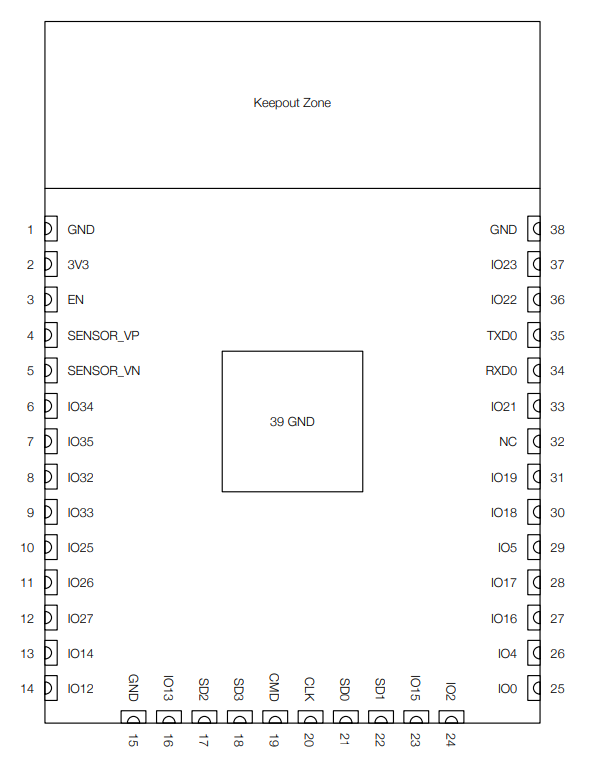 Keepout Zone
1 GND GND 38
2 3V3 IO23 37
3 EN IO22 36
4 SENSOR_VP TXD0 35
5 SENSOR_VN RXD0 34
6 IO34 IO21 33
39 GND
7 IO35 NC 32
8 IO32 IO19 31
9 IO33 IO18 30
10 IO25 IO5 29
11 IO26 IO17 28
12 IO27 IO16 27
13 IO14 IO4 26
14 IO12 IO0 25
GND IO13 SD2 SD3 CMD CLK SD0 SD1 IO15 IO2
15 16 17 18 19 20 21 22 23 24